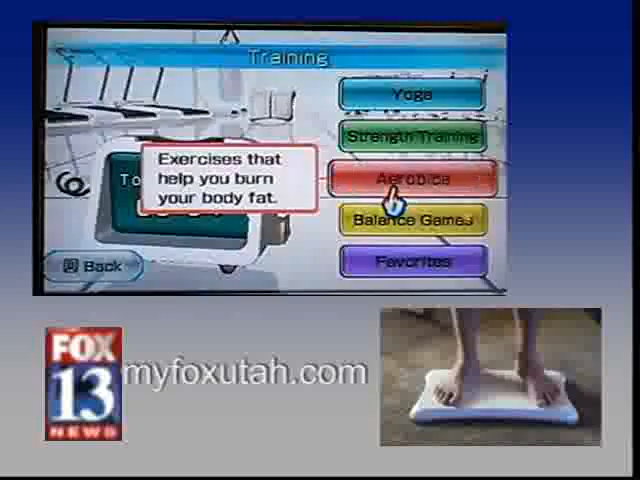 Training
Yoga
Strength Training
Exercises that
help you burn
your body fat.
To
Aerobics
Balance Games
Back
Favorites
FOX
13
NEWS
myfoxutah.com